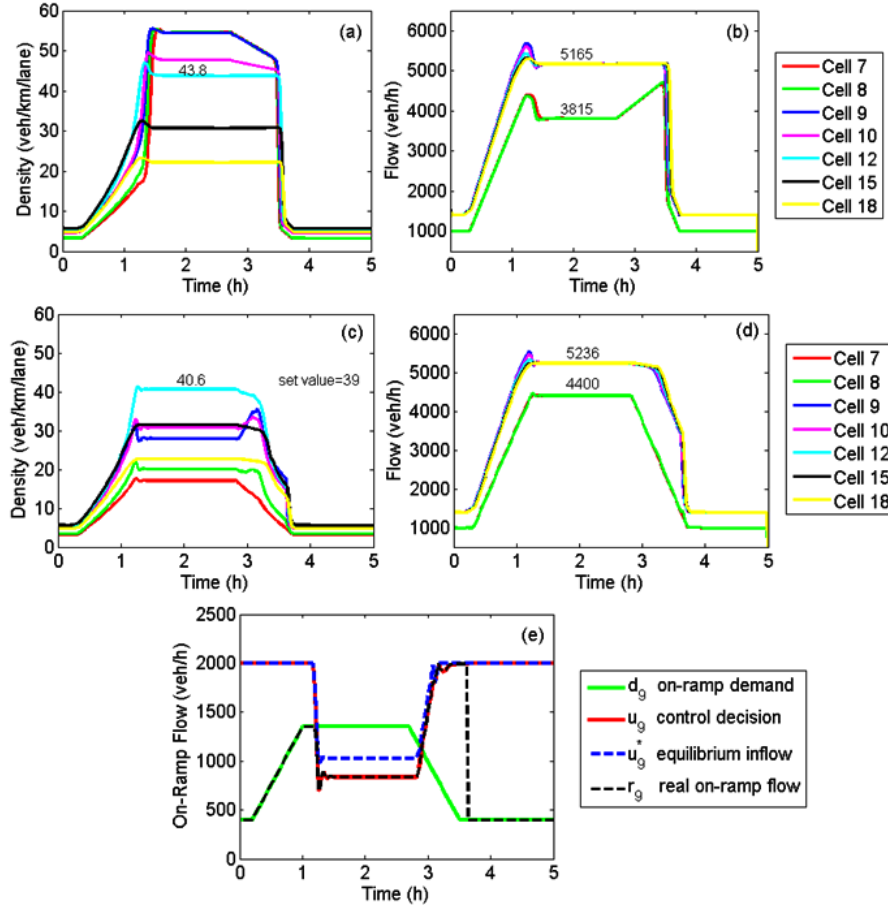 (a)
60
50
40
30
20
10
0
43.8
Density (veh/km/lane)
0 1 2 3 4 5
Time (h)
(b)
6000
5000
4000
3000
2000
1000
5165
3815
Flow (veh/h)
0 1 2 3 4 5
Time (h)
Cell 7
Cell 8
Cell 9
Cell 10
Cell 12
Cell 15
Cell 18
(c)
60
50
40
30
20
10
0
40.6
set value=39
Density (veh/km/lane)
0 1 2 3 4 5
Time (h)
(d)
6000
5000
4000
3000
2000
1000
5236
4400
Flow (veh/h)
0 1 2 3 4 5
Time (h)
Cell 7
Cell 8
Cell 9
Cell 10
Cell 12
Cell 15
Cell 18
(e)
2500
2000
1500
1000
500
0
On-Ramp Flow (veh/h)
0 1 2 3 4 5
Time (h)
d9 on-ramp demand
u9 control decision
u9* equilibrium inflow
r9 real on-ramp flow